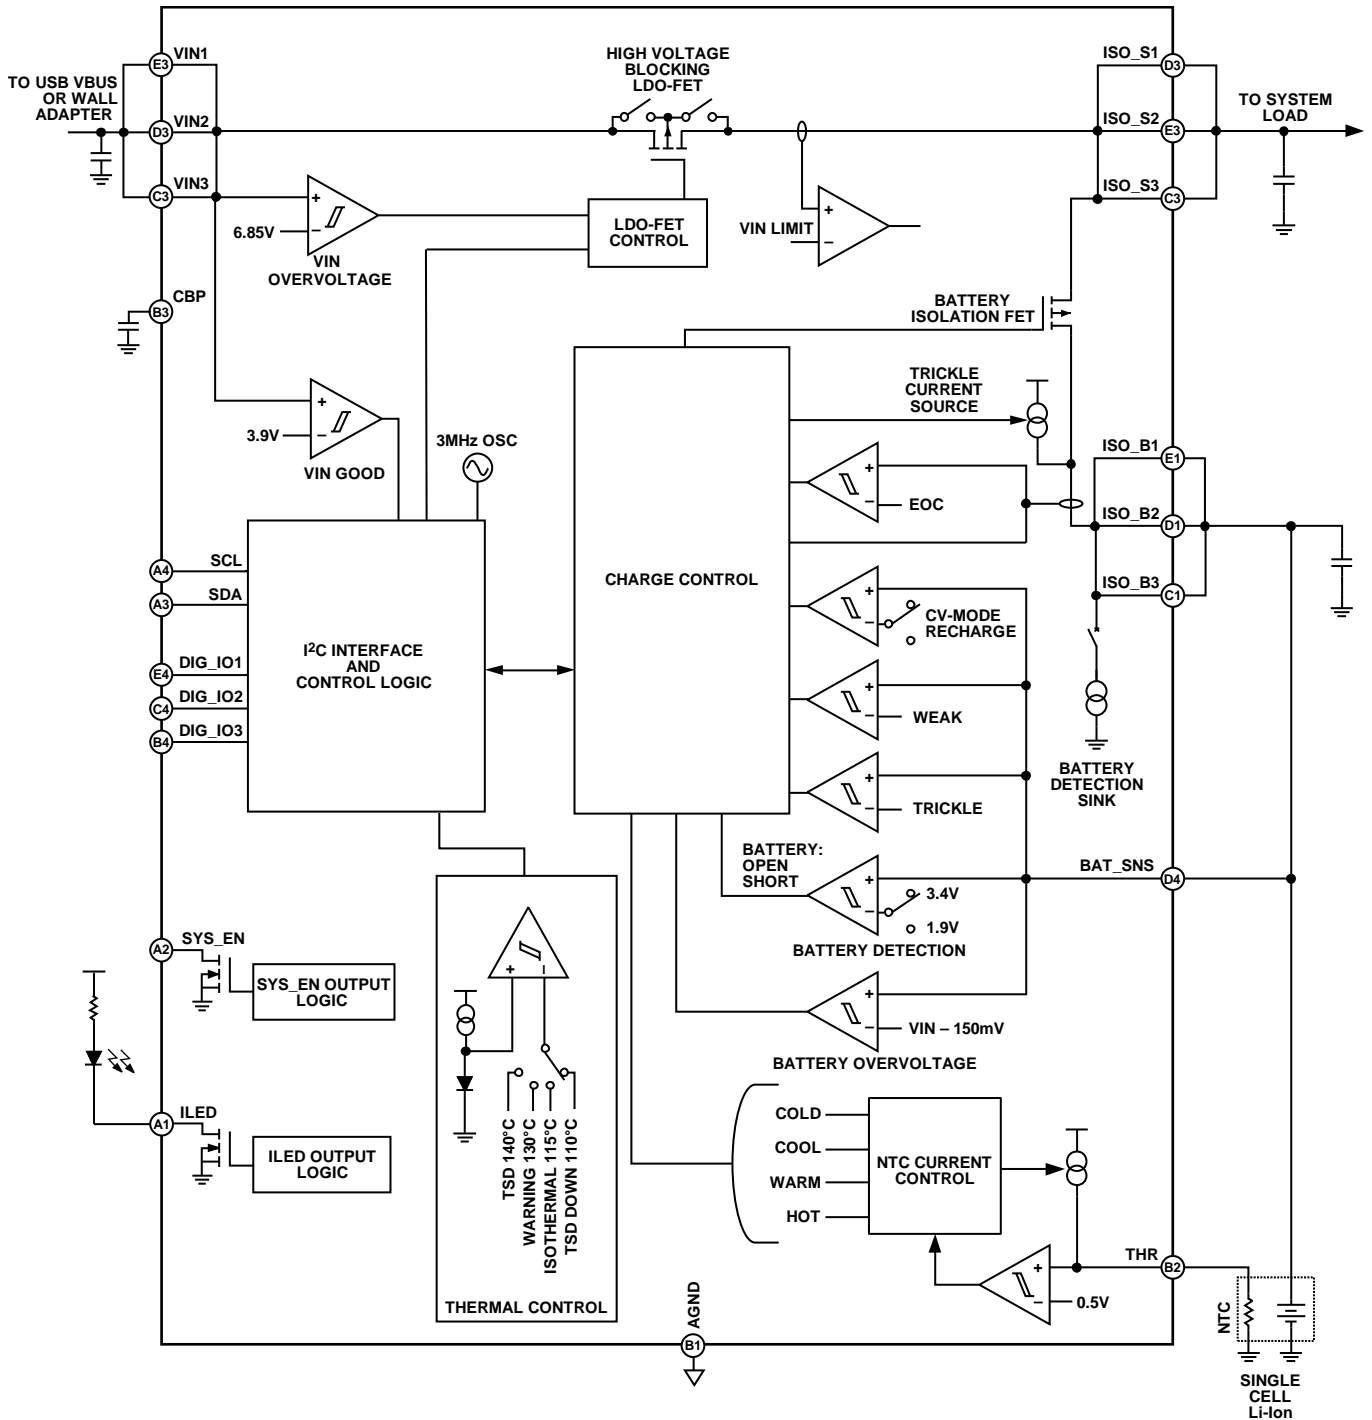 TO USB VBUS
OR WALL
ADAPTER
E3
VIN1
D3
VIN2
C3
VIN3
HIGH VOLTAGE
BLOCKING
LDO-FET
ISO_S1
D3
ISO_S2
E3
ISO_S3
C3
TO SYSTEM
LOAD
+
6.85V
–
VIN
OVERVOLTAGE
LDO-FET
CONTROL
VIN LIMIT
+
–
CBP
B3
BATTERY
ISOLATION FET
+
3.9V
–
VIN GOOD
3MHz OSC
TRICKLE
CURRENT
SOURCE
+
–
EOC
ISO_B1
E1
ISO_B2
D1
ISO_B3
C1
A4
SCL
A3
SDA
E4
DIG_IO1
C4
DIG_IO2
B4
DIG_IO3
I2C INTERFACE
AND
CONTROL LOGIC
CHARGE CONTROL
+
–
CV-MODE
RECHARGE
+
–
WEAK
+
–
TRICKLE
BATTERY
DETECTION
SINK
BATTERY:
OPEN
SHORT
+
–
3.4V
1.9V
BATTERY DETECTION
BAT_SNS
D4
+
–
VIN – 150mV
BATTERY OVERVOLTAGE
A2
SYS_EN
SYS_EN OUTPUT
LOGIC
A1
ILED
ILED OUTPUT
LOGIC
+
–
TSD 140°C
WARNING 130°C
ISOTHERMAL 115°C
TSD DOWN 110°C
THERMAL CONTROL
COLD
COOL
WARM
HOT
NTC CURRENT
CONTROL
+
–
0.5V
THR
B2
AGND
B1
NTC
SINGLE
CELL
Li-Ion